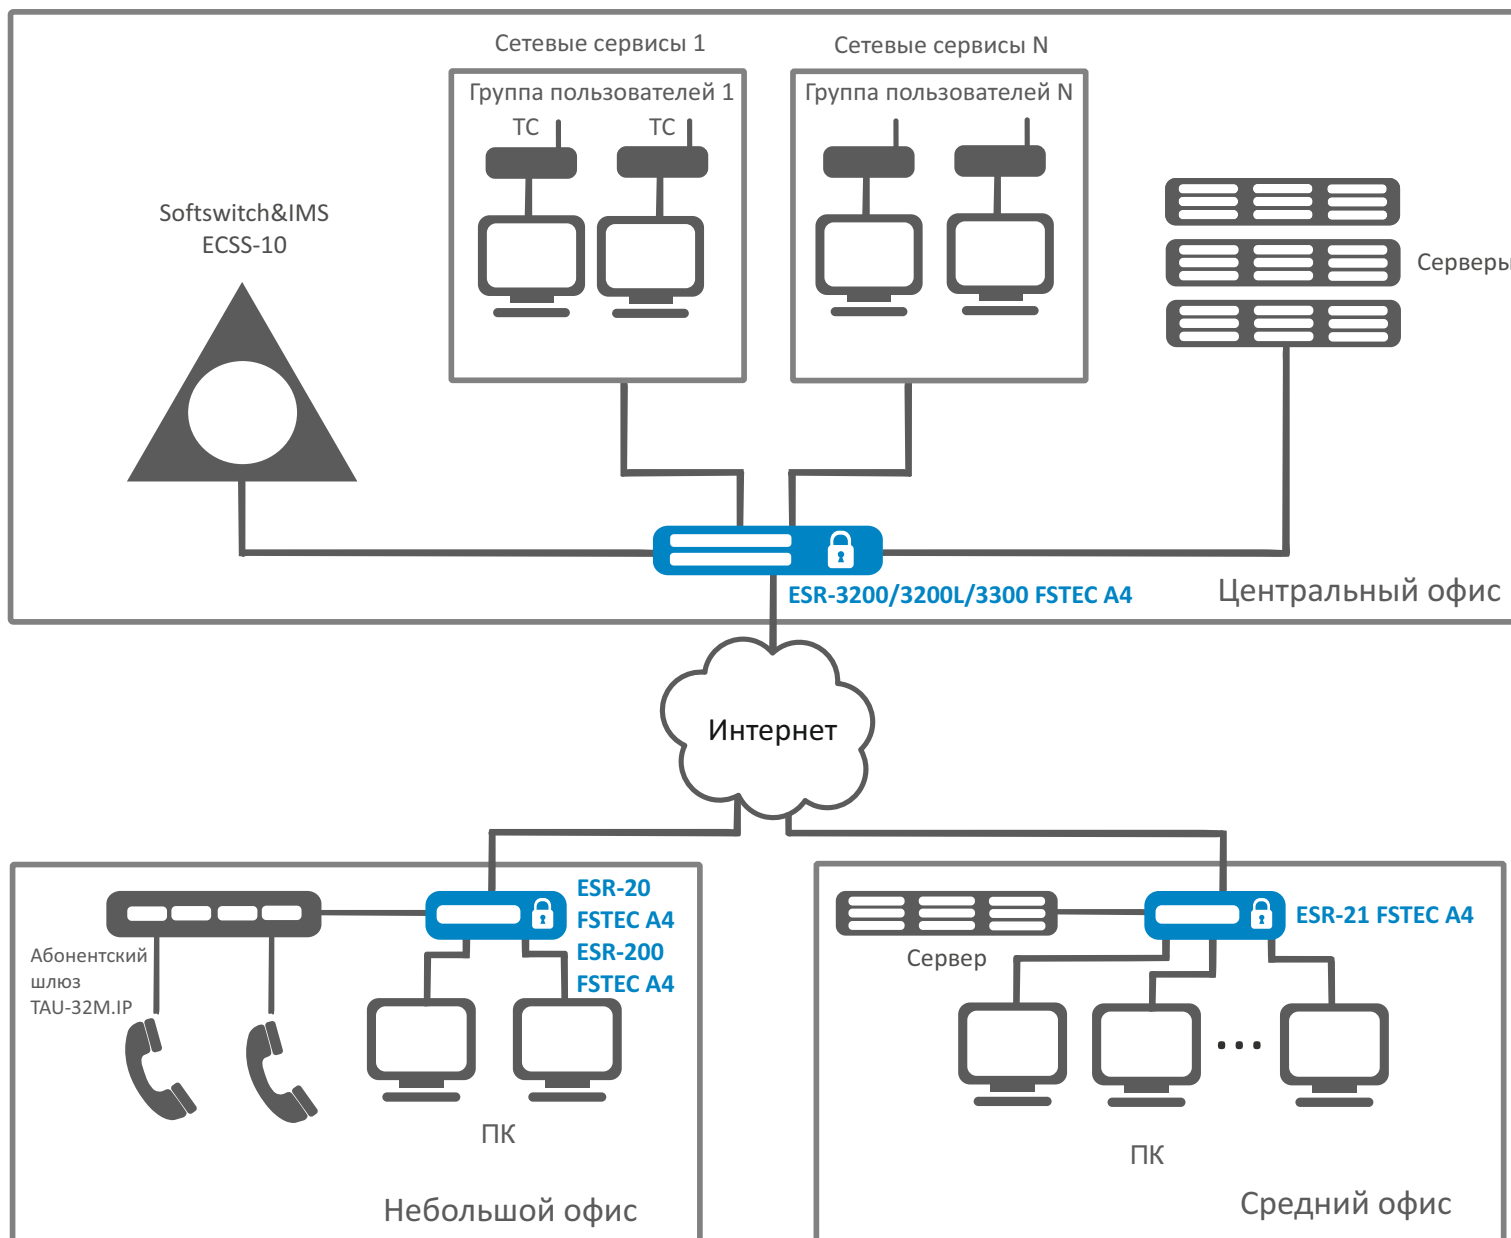 Сетевые сервисы 1
Сетевые сервисы N
Группа пользователей 1
Группа пользователей N
ТС
ТС
Softswitch&IMS
ECSS-10
Серверы
ESR-3200/3200L/3300 FSTEC A4
Центральный офис
Интернет
ESR-20
FSTEC A4
ESR-200
FSTEC A4
Абонентский
шлюз
TAU-32M.IP
ПК
Небольшой офис
ESR-21 FSTEC A4
Сервер
...
ПК
Средний офис